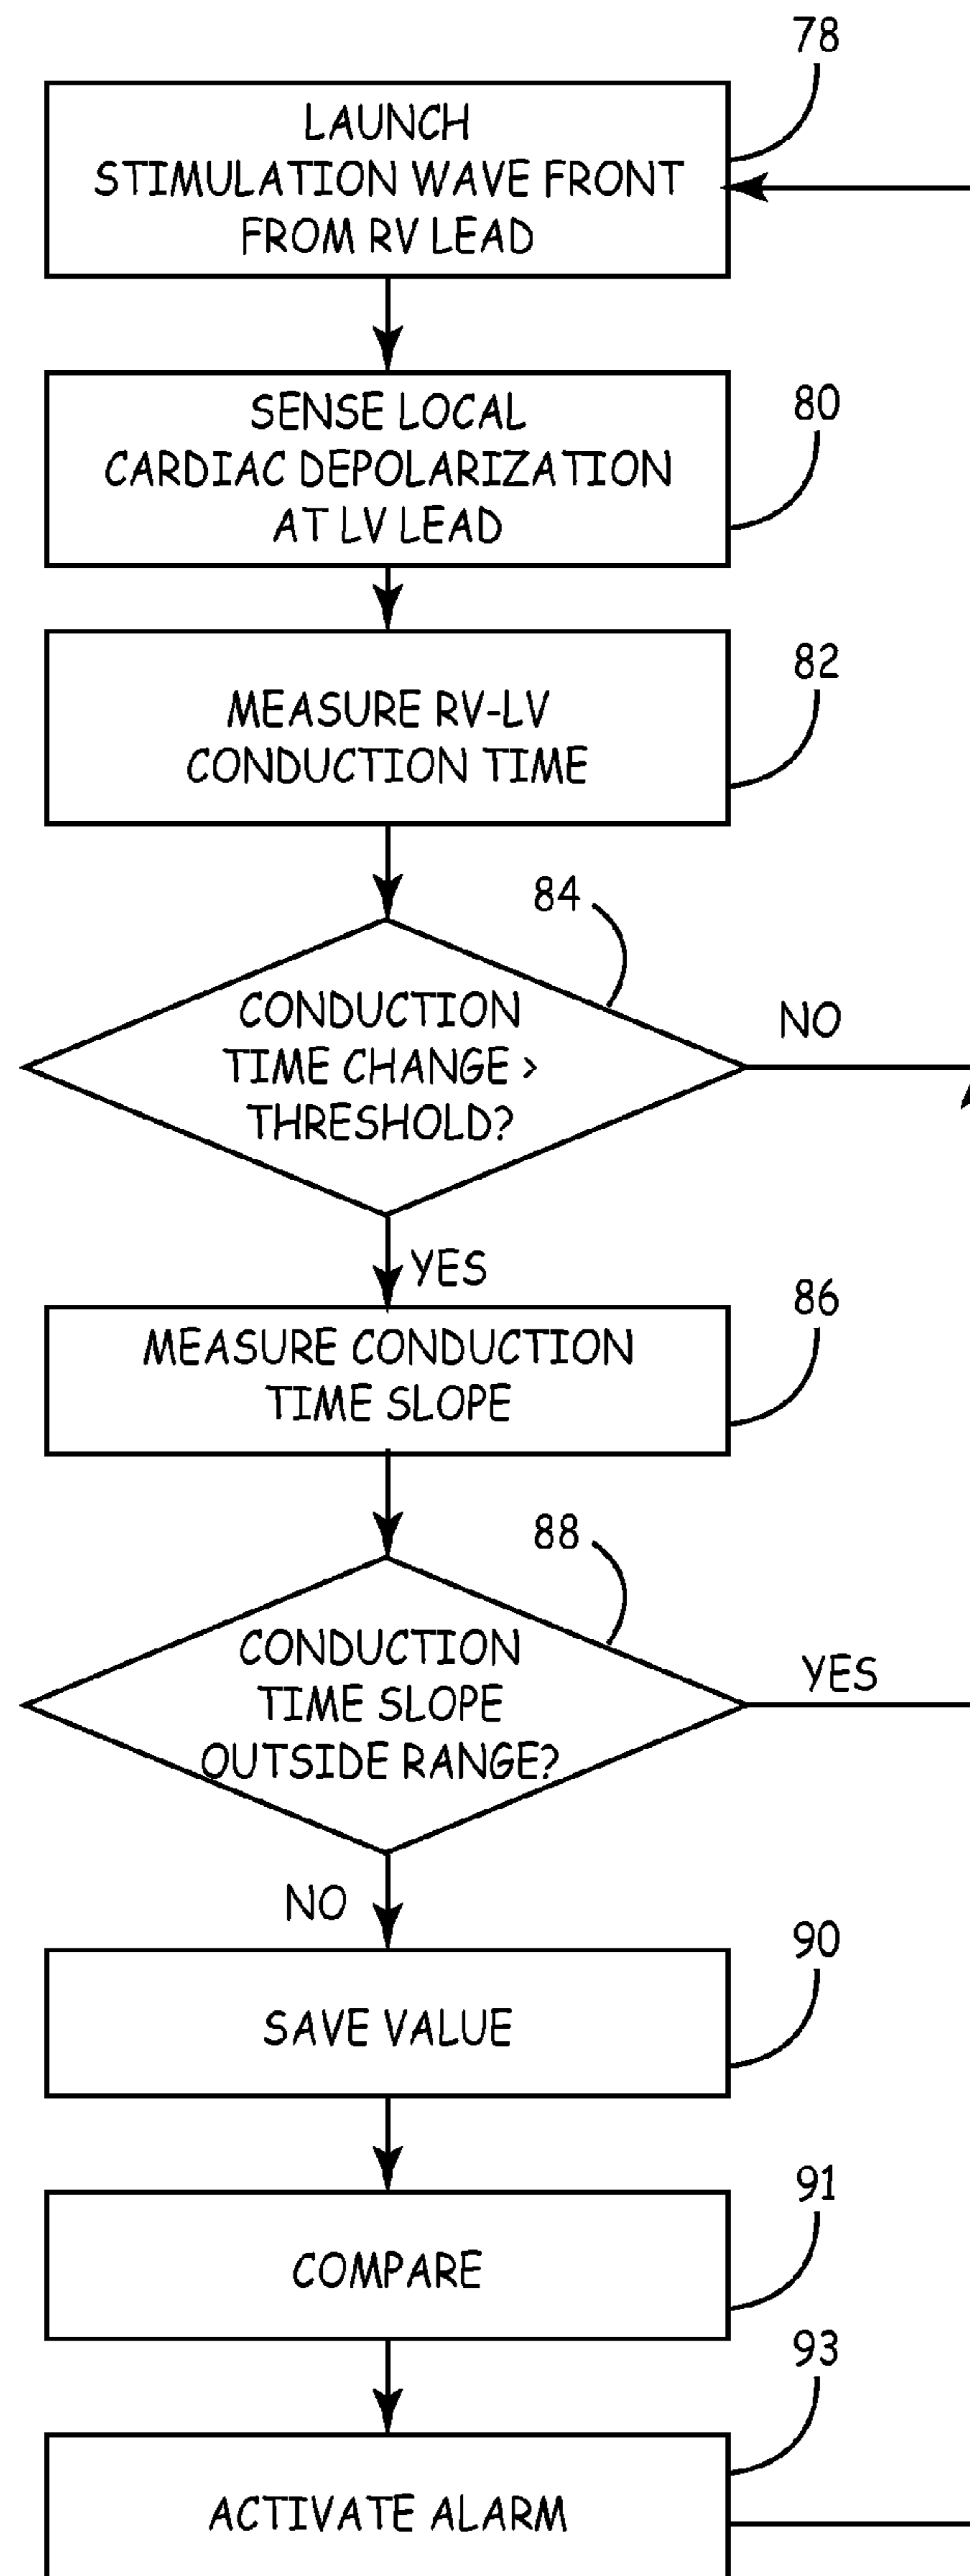 78
LAUNCH
STIMULATION WAVE FRONT
FROM RV LEAD
80
SENSE LOCAL
CARDIAC DEPOLARIZATION
AT LV LEAD
82
MEASURE RV-LV
CONDUCTION TIME
84
CONDUCTION
TIME CHANGE >
THRESHOLD?
NO
YES
86
MEASURE CONDUCTION
TIME SLOPE
88
CONDUCTION
TIME SLOPE
OUTSIDE RANGE?
YES
NO
90
SAVE VALUE
91
COMPARE
93
ACTIVATE ALARM